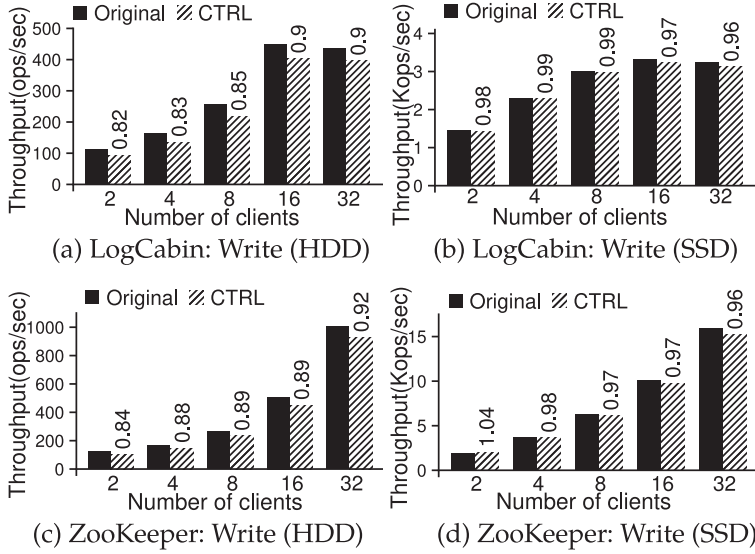 Original CTRL
Throughput(ops/sec)
500
400
300
200
100
0
0.82
0.83
0.85
0.9
0.9
2 4 8 16 32
Number of clients
(a) LogCabin: Write (HDD)
Original CTRL
Throughput(Kops/sec)
4
3
2
1
0
0.98
0.99
0.99
0.97
0.96
2 4 8 16 32
Number of clients
(b) LogCabin: Write (SSD)
Original CTRL
Throughput(ops/sec)
1000
800
600
400
200
0
0.84
0.88
0.89
0.89
0.92
2 4 8 16 32
Number of clients
(c) ZooKeeper: Write (HDD)
Original CTRL
Throughput(Kops/sec)
15
10
5
0
1.04
0.98
0.97
0.97
0.96
2 4 8 16 32
Number of clients
(d) ZooKeeper: Write (SSD)